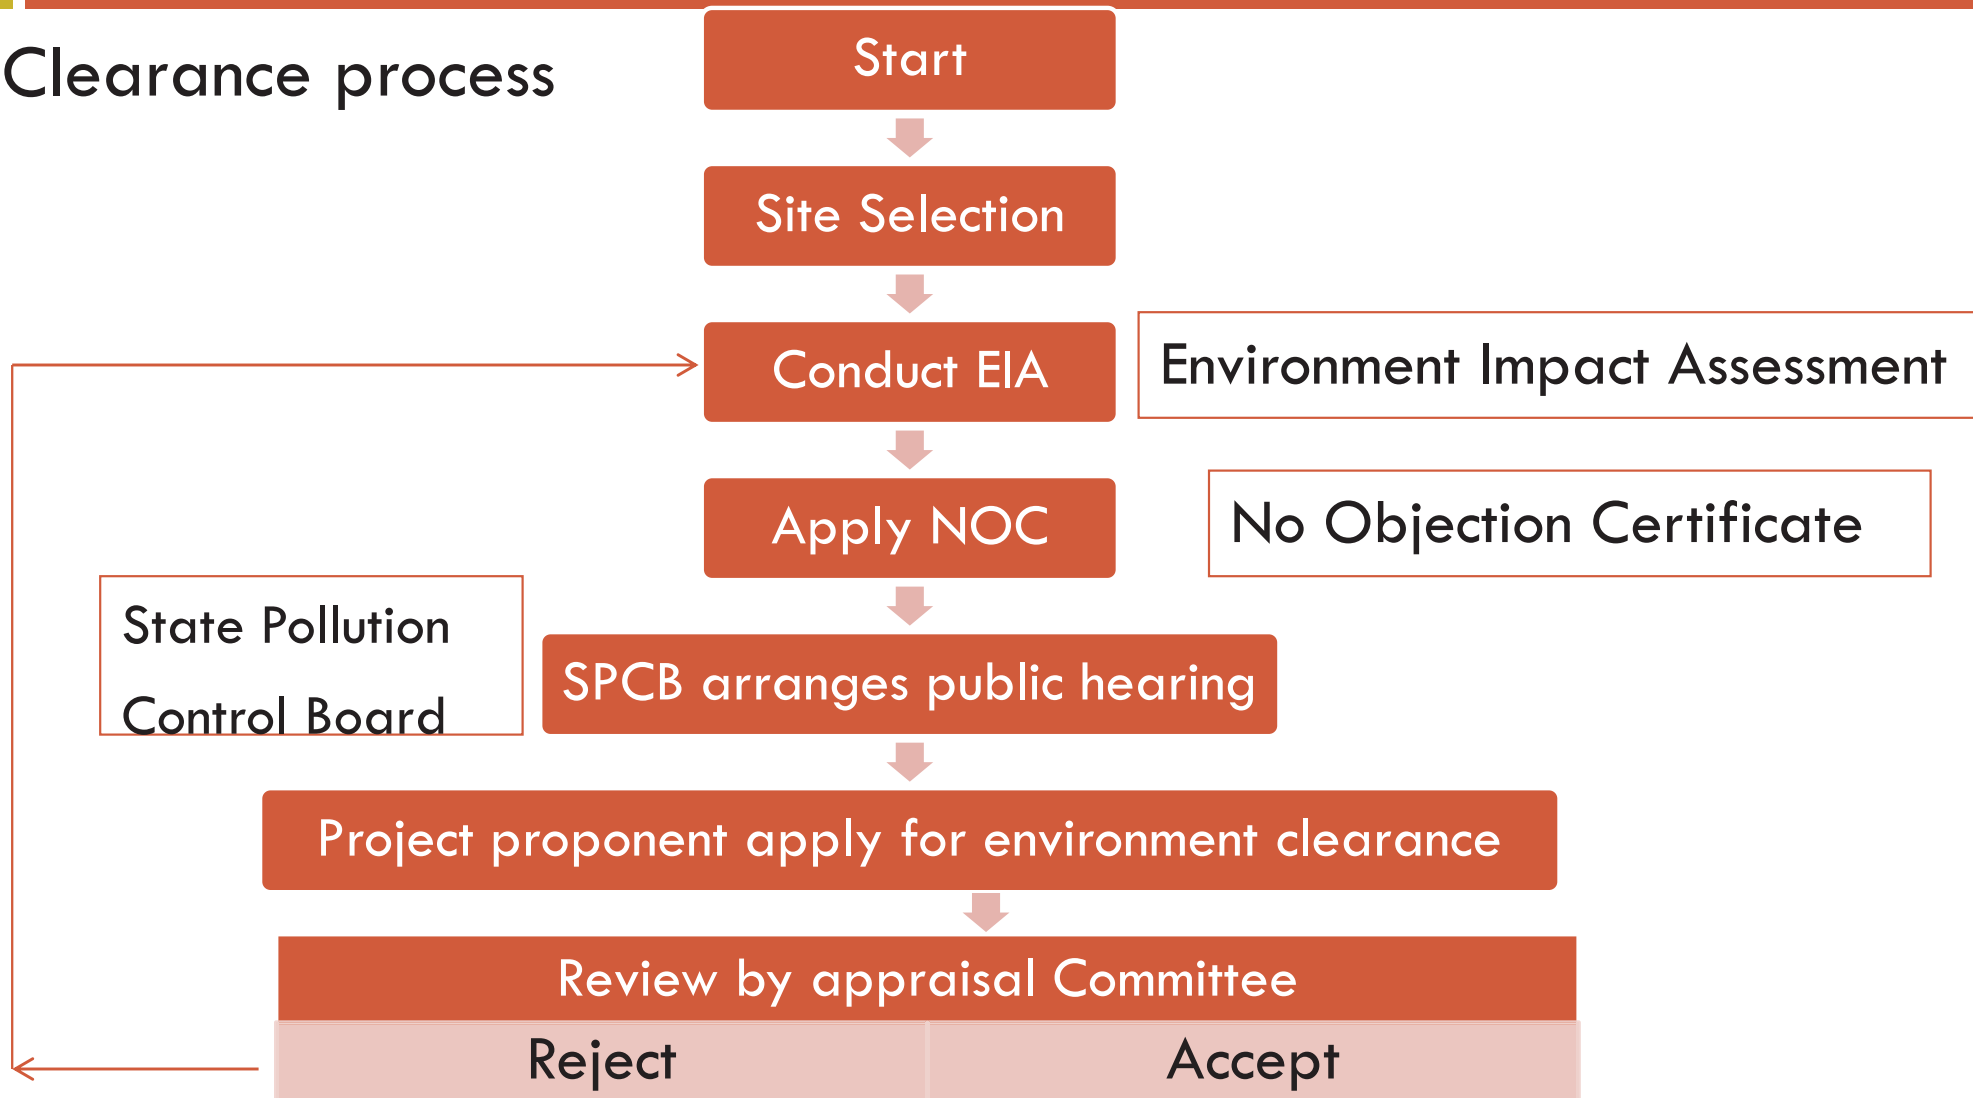 Clearance process
Start
Site Selection
Conduct EIA
Environment Impact Assessment
Apply NOC
No Objection Certificate
State Pollution
Control Board
SPCB arranges public hearing
Project proponent apply for environment clearance
Review by appraisal Committee
Reject
Accept